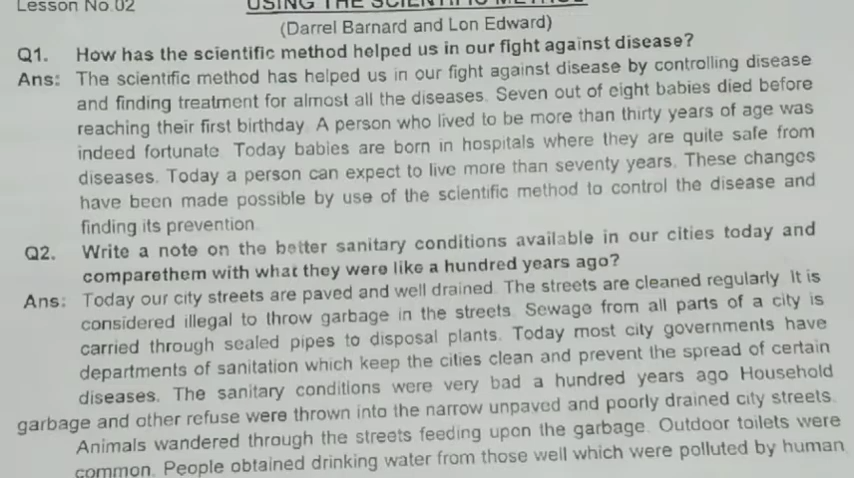 Lesson No.02 USING THE SCIENTIFIC METHOD
(Darrel Barnard and Lon Edward)
Q1. How has the scientific method helped us in our fight against disease?
Ans: The scientific method has helped us in our fight against disease by controlling disease
and finding treatment for almost all the diseases. Seven out of eight babies died before
reaching their first birthday. A person who lived to be more than thirty years of age was
indeed fortunate. Today babies are born in hospitals where they are quite safe from
diseases. Today a person can expect to live more than seventy years. These changes
have been made possible by use of the scientific method to control the disease and
finding its prevention.
Q2. Write a note on the better sanitary conditions available in our cities today and
comparethem with what they were like a hundred years ago?
Ans: Today our city streets are paved and well drained. The streets are cleaned regularly. It is
considered illegal to throw garbage in the streets. Sewage from all parts of a city is
carried through sealed pipes to disposal plants. Today most city governments have
departments of sanitation which keep the cities clean and prevent the spread of certain
diseases. The sanitary conditions were very bad a hundred years ago Household
garbage and other refuse were thrown into the narrow unpaved and poorly drained city streets.
Animals wandered through the streets feeding upon the garbage. Outdoor toilets were
common. People obtained drinking water from those well which were polluted by human